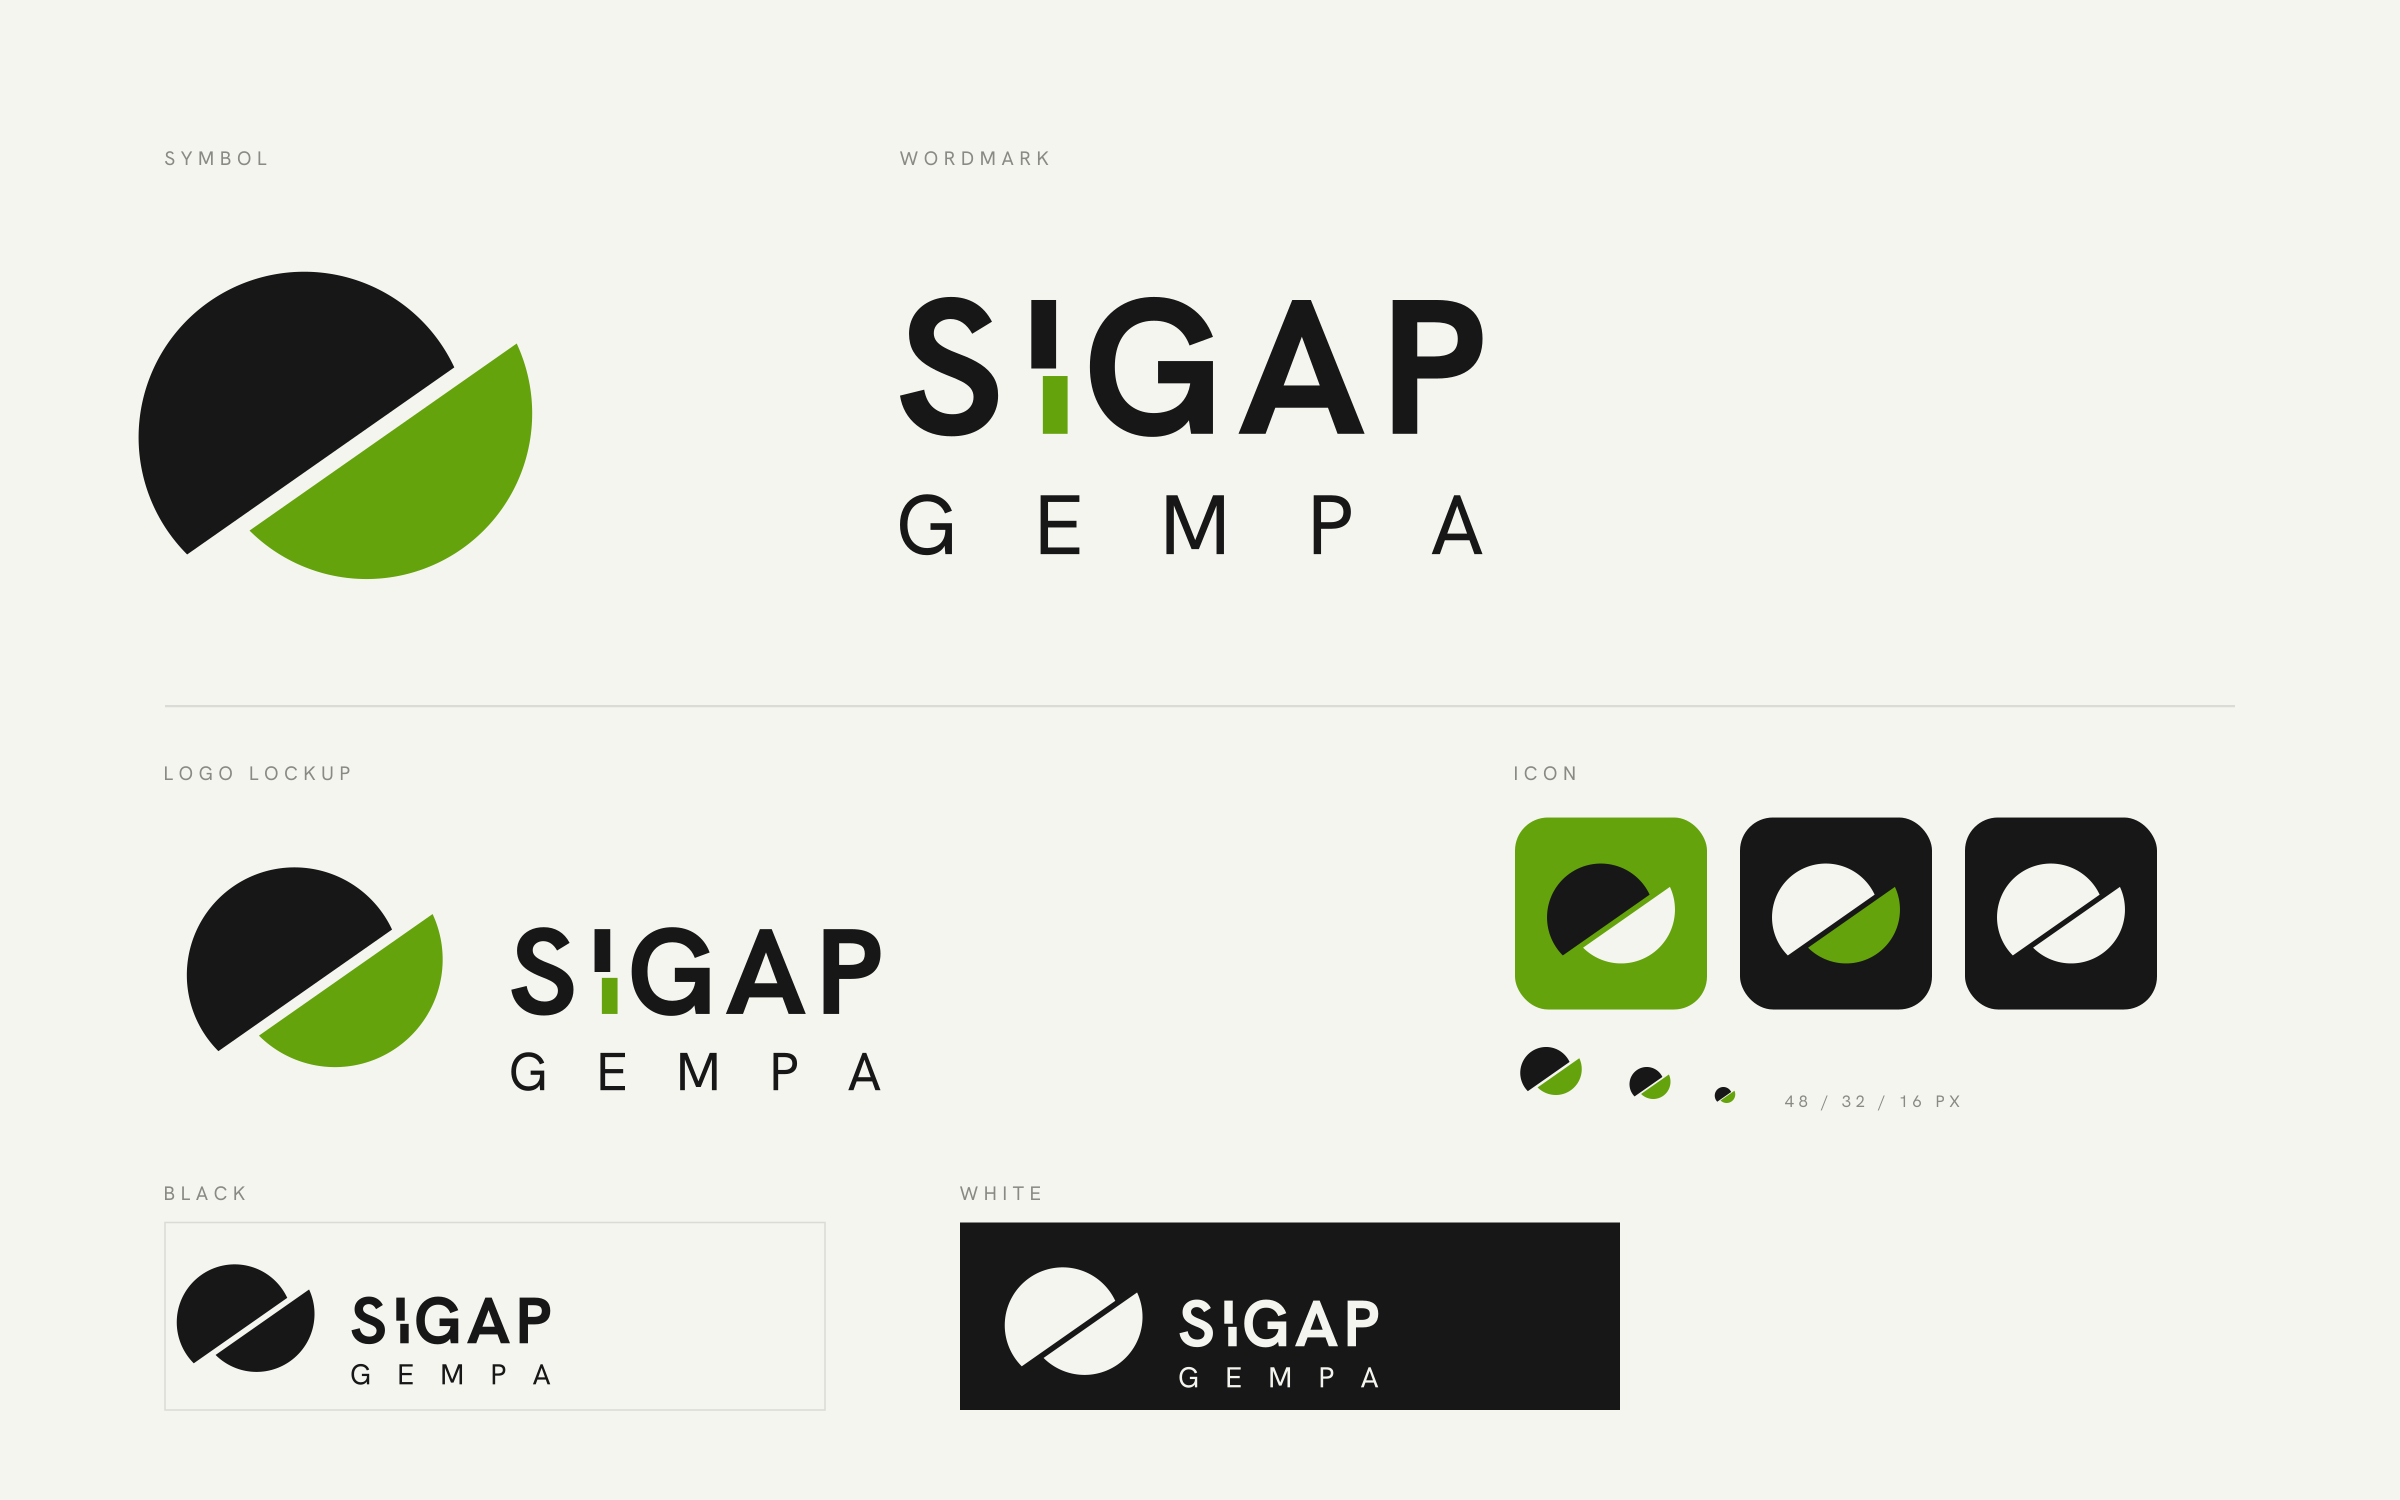 SYMBOL
WORDMARK
SIGAP
GEMPA
LOGO LOCKUP
ICON
SIGAP
GEMPA
48 / 32 / 16 PX
BLACK
WHITE
SIGAP
GEMPA
SIGAP
GEMPA